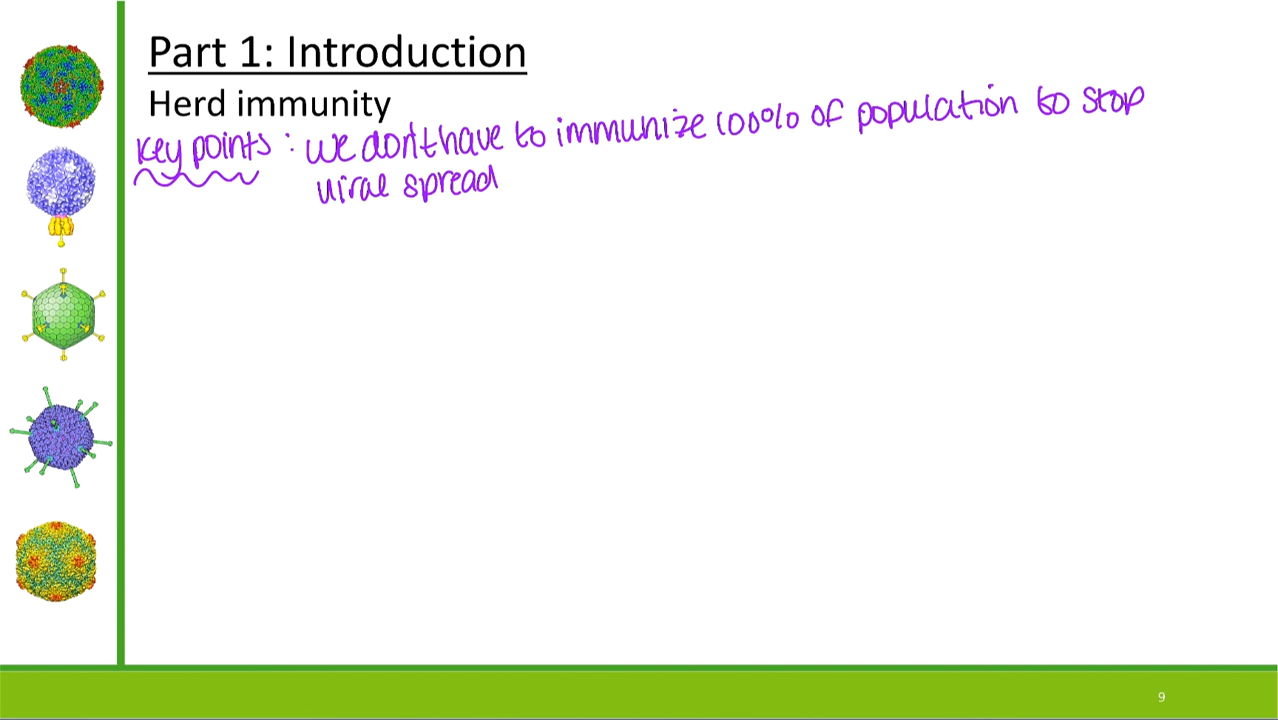 Part 1: Introduction
Herd immunity
Key points : we don't have to immunize 100% of population to stop
viral spread
9